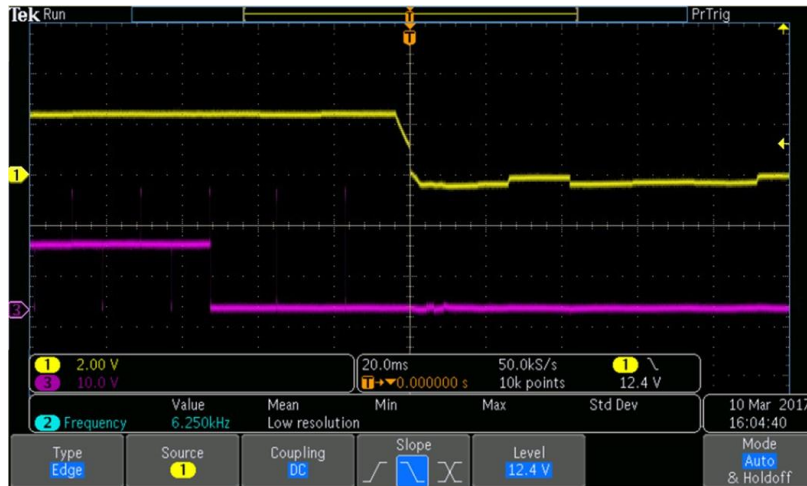 Tek Run PrTrig
T
T
1
3
1 2.00 V
3 10.0 V
20.0ms 50.0kS/s 1
T→▼0.000000 s 10k points 12.4 V
Value Mean Min Max Std Dev
2 Frequency 6.250kHz Low resolution
10 Mar 2017
16:04:40
Type
Edge
Source
1
Coupling
DC
Slope
Level
12.4 V
Mode
Auto
& Holdoff